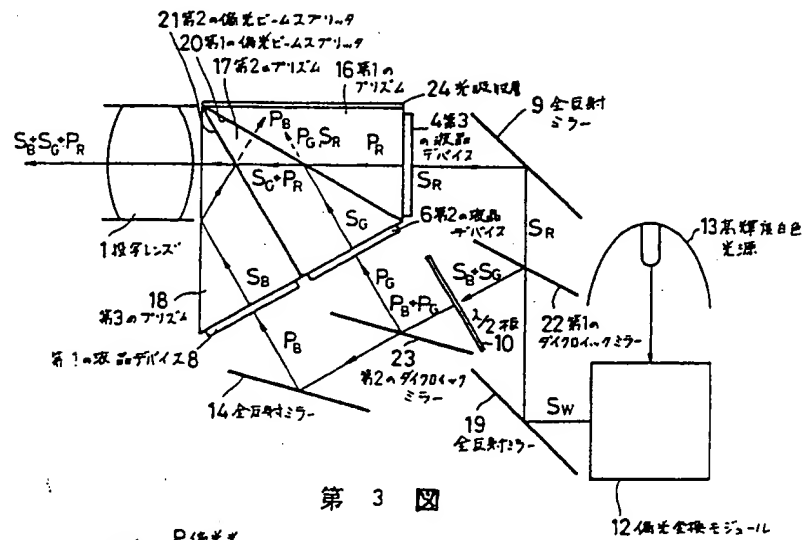 21第2の偏光ビームスプリッタ
20第1の偏光ビームスプリッタ
17第2のプリズム
16第1の
プリズム
24光吸収層
4第3
の液晶
デバイス
9全反射
ミラー
P_B
P_G,S_R
P_R
S_R
S_B+S_G+P_R
S_G+P_R
1投写レンズ
S_G
6第2の液晶
デバイス
S_R
13高輝度白色
光源
S_B
P_G
S_B+S_G
P_B+P_G
λ/2板
10
22第1の
ダイクロイックミラー
18
第3のプリズム
第1の液晶デバイス8
P_B
23
第2のダイクロイック
ミラー
14全反射ミラー
19
全反射ミラー
S_W
第 3 図
12偏光変換モジュール
P偏光光